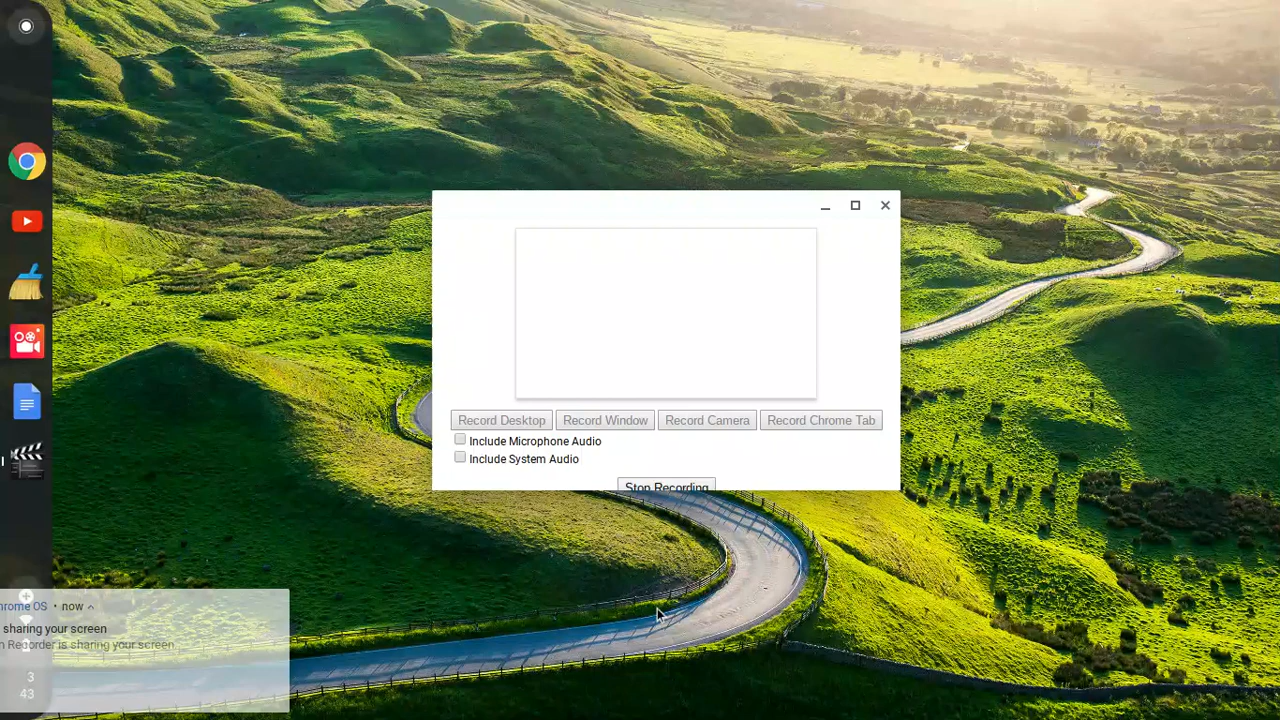 Record Desktop Record Window Record Camera Record Chrome Tab
Include Microphone Audio
Include System Audio
Stop Recording
hrome OS • now
sharing your screen
n Recorder is sharing your screen
3
43